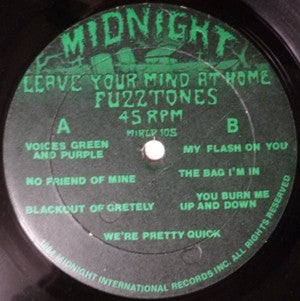 MIDNIGHT
LEAVE YOUR MIND AT HOME
FUZZTONES
45 RPM
MIRLP 105
A
VOICES GREEN
AND PURPLE
NO FRIEND OF MINE
BLACKOUT OF GRETELY
B
MY FLASH ON YOU
THE BAG I'M IN
YOU BURN ME
UP AND DOWN
WE'RE PRETTY QUICK
1984 MIDNIGHT INTERNATIONAL RECORDS INC. ALL RIGHTS RESERVED